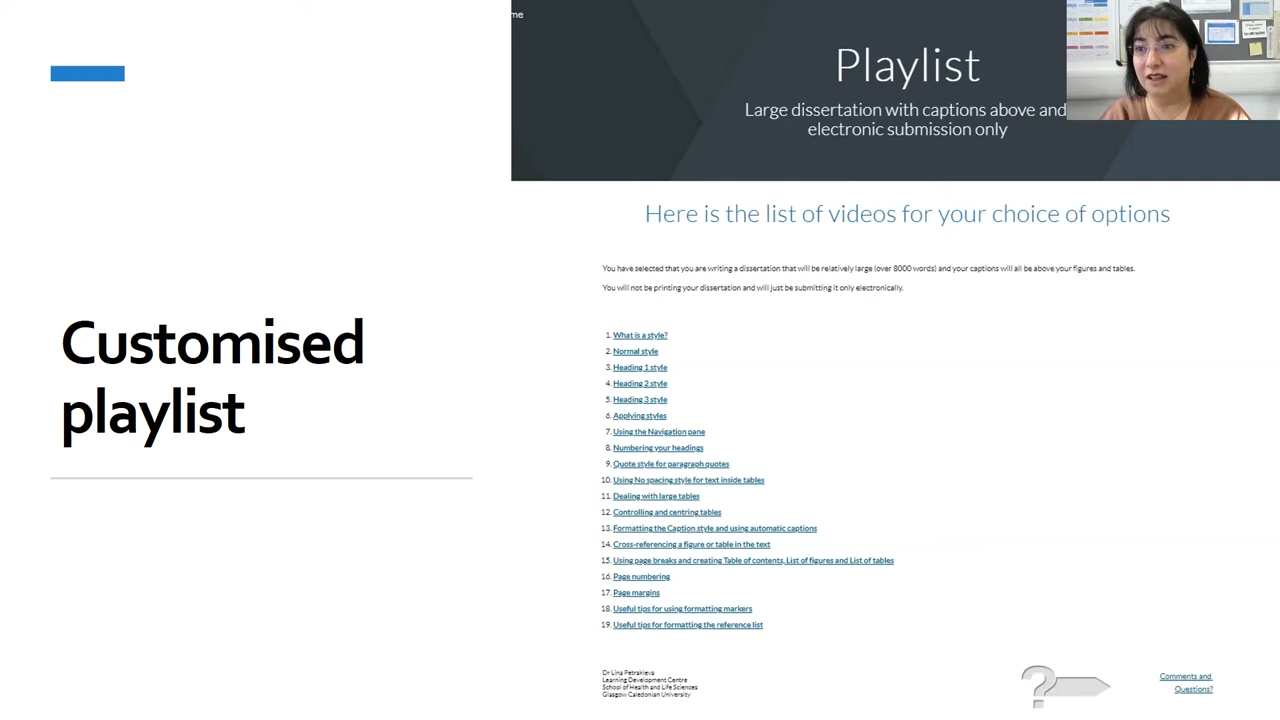 Customised
playlist
me
Playlist
Large dissertation with captions above and
electronic submission only
Here is the list of videos for your choice of options
You have selected that you are writing a dissertation that will be relatively large (over 8000 words) and your captions will all be above your figures and tables.
You will not be printing your dissertation and will just be submitting it only electronically.
1. What is a style?
2. Normal style
3. Heading 1 style
4. Heading 2 style
5. Heading 3 style
6. Applying styles
7. Using the Navigation pane
8. Numbering your headings
9. Quote style for paragraph quotes
10. Using No spacing style for text inside tables
11. Dealing with large tables
12. Controlling and centring tables
13. Formatting the Caption style and using automatic captions
14. Cross-referencing a figure or table in the text
15. Using page breaks and creating Table of contents, List of figures and List of tables
16. Page numbering
17. Page margins
18. Useful tips for using formatting markers
19. Useful tips for formatting the reference list
Dr Lina Petrakieva
Learning Development Centre
School of Health and Life Sciences
Glasgow Caledonian University
?
Comments and
Questions?